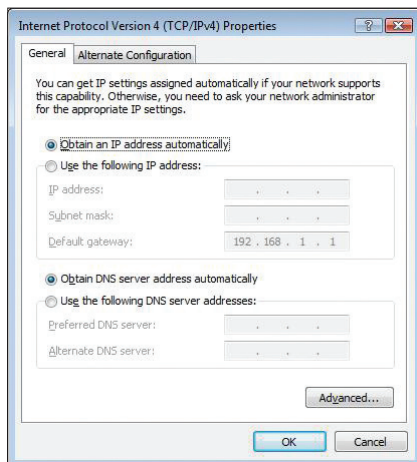 Internet Protocol Version 4 (TCP/IPv4) Properties
General Alternate Configuration
You can get IP settings assigned automatically if your network supports
this capability. Otherwise, you need to ask your network administrator
for the appropriate IP settings.
Obtain an IP address automatically
Use the following IP address:
IP address: . . .
Subnet mask: . . .
Default gateway: 192 . 168 . 1 . 1
Obtain DNS server address automatically
Use the following DNS server addresses:
Preferred DNS server: . . .
Alternate DNS server: . . .
Advanced...
OK Cancel